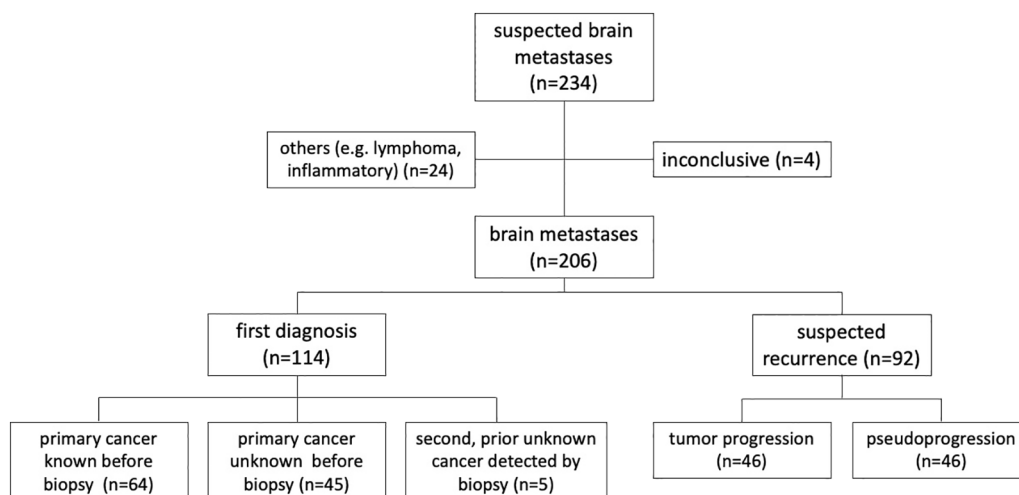 suspected brain
metastases
(n=234)
others (e.g. lymphoma,
inflammatory) (n=24)
inconclusive (n=4)
brain metastases
(n=206)
first diagnosis
(n=114)
suspected
recurrence (n=92)
primary cancer
known before
biopsy (n=64)
primary cancer
unknown before
biopsy (n=45)
second, prior unknown
cancer detected by
biopsy (n=5)
tumor progression
(n=46)
pseudoprogression
(n=46)